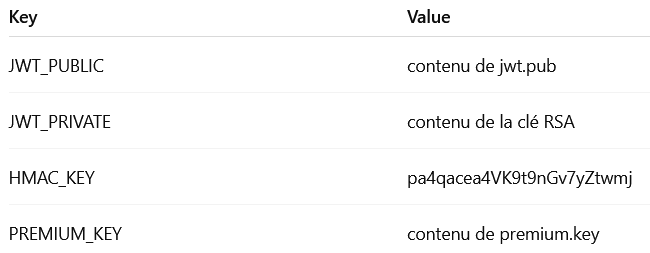 Key Value
JWT_PUBLIC contenu de jwt.pub
JWT_PRIVATE contenu de la clé RSA
HMAC_KEY pa4qacea4VK9t9nGv7yZtwmj
PREMIUM_KEY contenu de premium.key